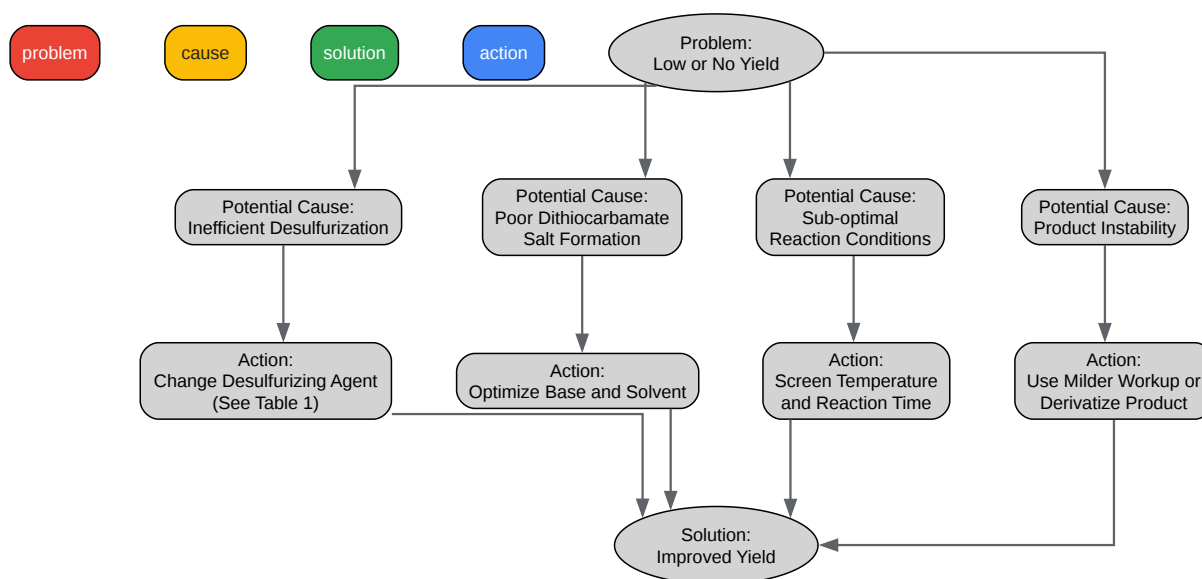 problem
cause
solution
action
Problem:
Low or No Yield
Potential Cause:
Inefficient Desulfurization
Potential Cause:
Poor Dithiocarbamate
Salt Formation
Potential Cause:
Sub-optimal
Reaction Conditions
Potential Cause:
Product Instability
Action:
Change Desulfurizing Agent
(See Table 1)
Action:
Optimize Base and Solvent
Action:
Screen Temperature
and Reaction Time
Action:
Use Milder Workup or
Derivatize Product
Solution:
Improved Yield